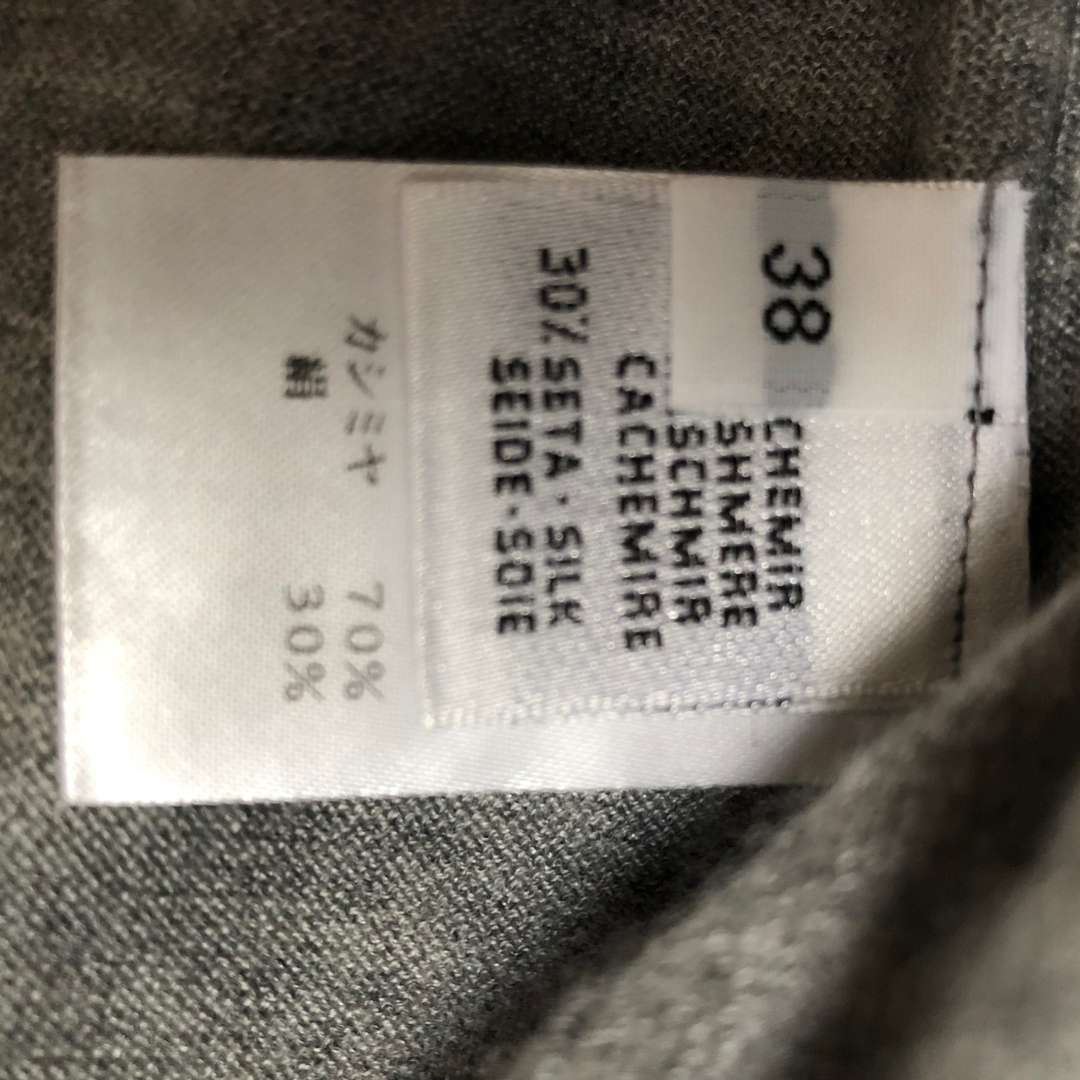 38
CHEMIR
SHMERE
SCHMIR
CACHEMIRE
30% SETA · SILK
SEIDE · SOIE
カシミヤ 70%
絹 30%